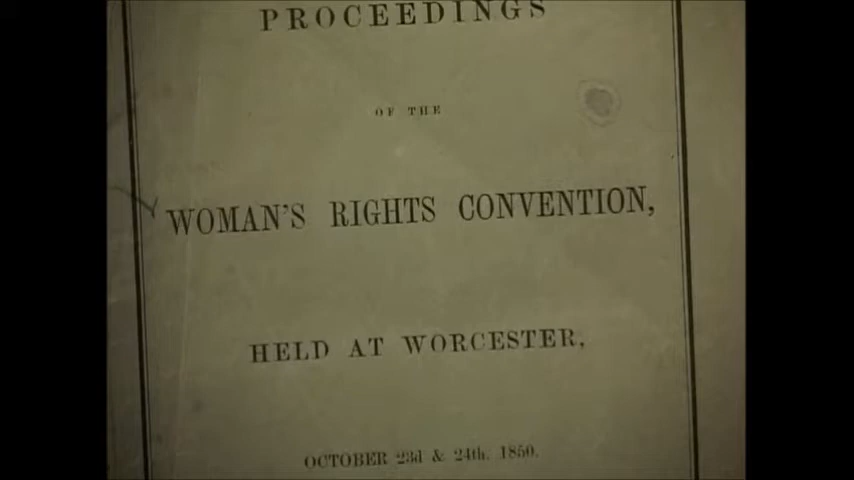 PROCEEDINGS
OF THE
WOMAN'S RIGHTS CONVENTION,
HELD AT WORCESTER,
OCTOBER 23d & 24th. 1850.